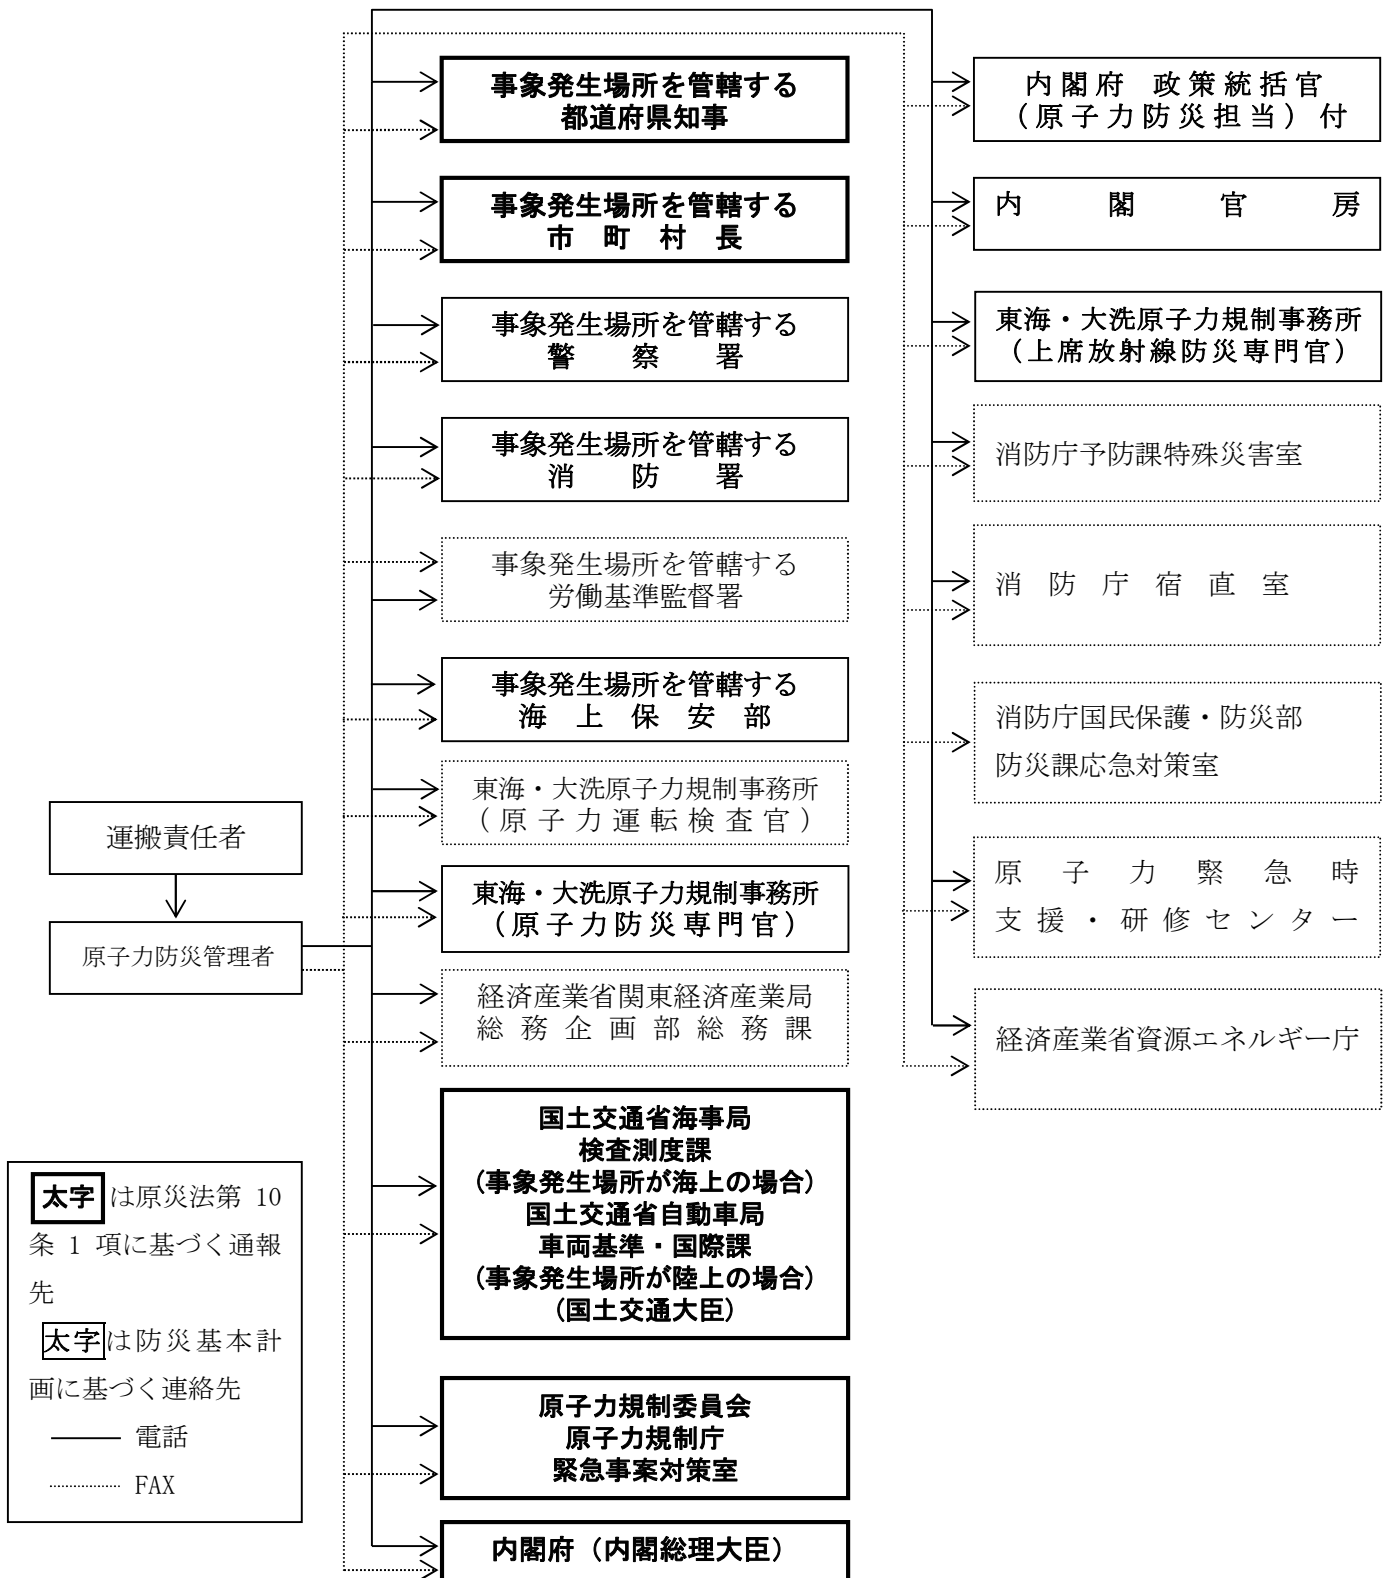 事象発生場所を管轄する
都道府県知事
事象発生場所を管轄する
市町村長
事象発生場所を管轄する
警察署
事象発生場所を管轄する
消防署
事象発生場所を管轄する
労働基準監督署
事象発生場所を管轄する
海上保安部
東海・大洗原子力規制事務所
（原子力運転検査官）
東海・大洗原子力規制事務所
（原子力防災専門官）
経済産業省関東経済産業局
総務企画部総務課
国土交通省海事局
検査測度課
(事象発生場所が海上の場合)
国土交通省自動車局
車両基準・国際課
(事象発生場所が陸上の場合)
(国土交通大臣)
原子力規制委員会
原子力規制庁
緊急事案対策室
内閣府（内閣総理大臣）
内閣府 政策統括官
（原子力防災担当）付
内閣官房
東海・大洗原子力規制事務所
（上席放射線防災専門官）
消防庁予防課特殊災害室
消防庁宿直室
消防庁国民保護・防災部
防災課応急対策室
原子力緊急時
支援・研修センター
経済産業省資源エネルギー庁
運搬責任者
原子力防災管理者
太字は原災法第 10
条 1 項に基づく通報
先
太字は防災基本計
画に基づく連絡先
電話
FAX